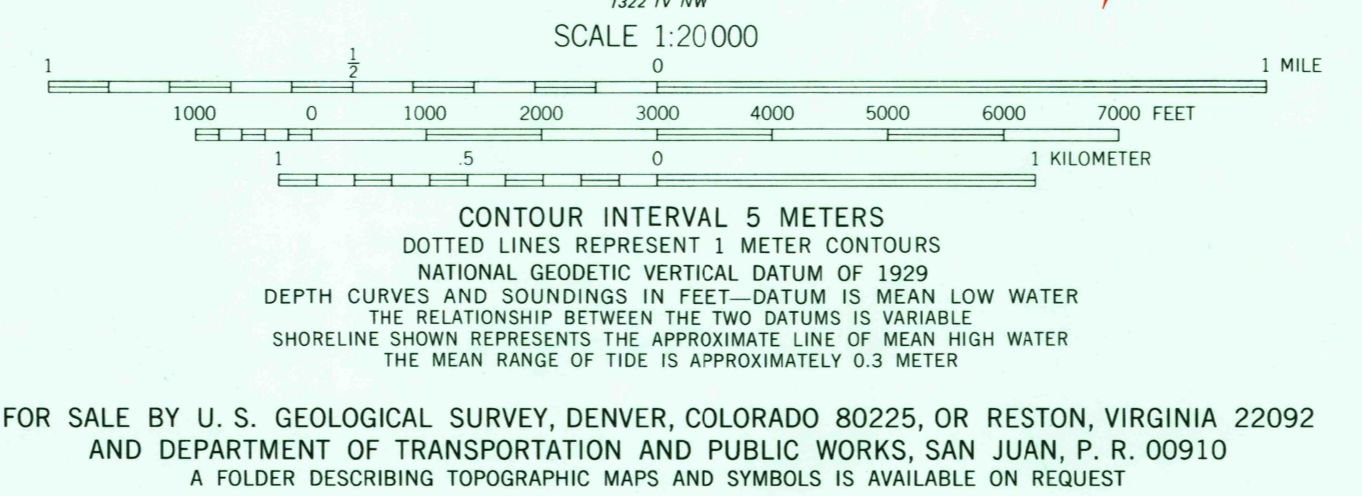 1322 IV NW
SCALE 1:20 000
1 1/2 0 1 MILE
1000 0 1000 2000 3000 4000 5000 6000 7000 FEET
1 .5 0 1 KILOMETER
CONTOUR INTERVAL 5 METERS
DOTTED LINES REPRESENT 1 METER CONTOURS
NATIONAL GEODETIC VERTICAL DATUM OF 1929
DEPTH CURVES AND SOUNDINGS IN FEET—DATUM IS MEAN LOW WATER
THE RELATIONSHIP BETWEEN THE TWO DATUMS IS VARIABLE
SHORELINE SHOWN REPRESENTS THE APPROXIMATE LINE OF MEAN HIGH WATER
THE MEAN RANGE OF TIDE IS APPROXIMATELY 0.3 METER
FOR SALE BY U. S. GEOLOGICAL SURVEY, DENVER, COLORADO 80225, OR RESTON, VIRGINIA 22092
AND DEPARTMENT OF TRANSPORTATION AND PUBLIC WORKS, SAN JUAN, P. R. 00910
A FOLDER DESCRIBING TOPOGRAPHIC MAPS AND SYMBOLS IS AVAILABLE ON REQUEST